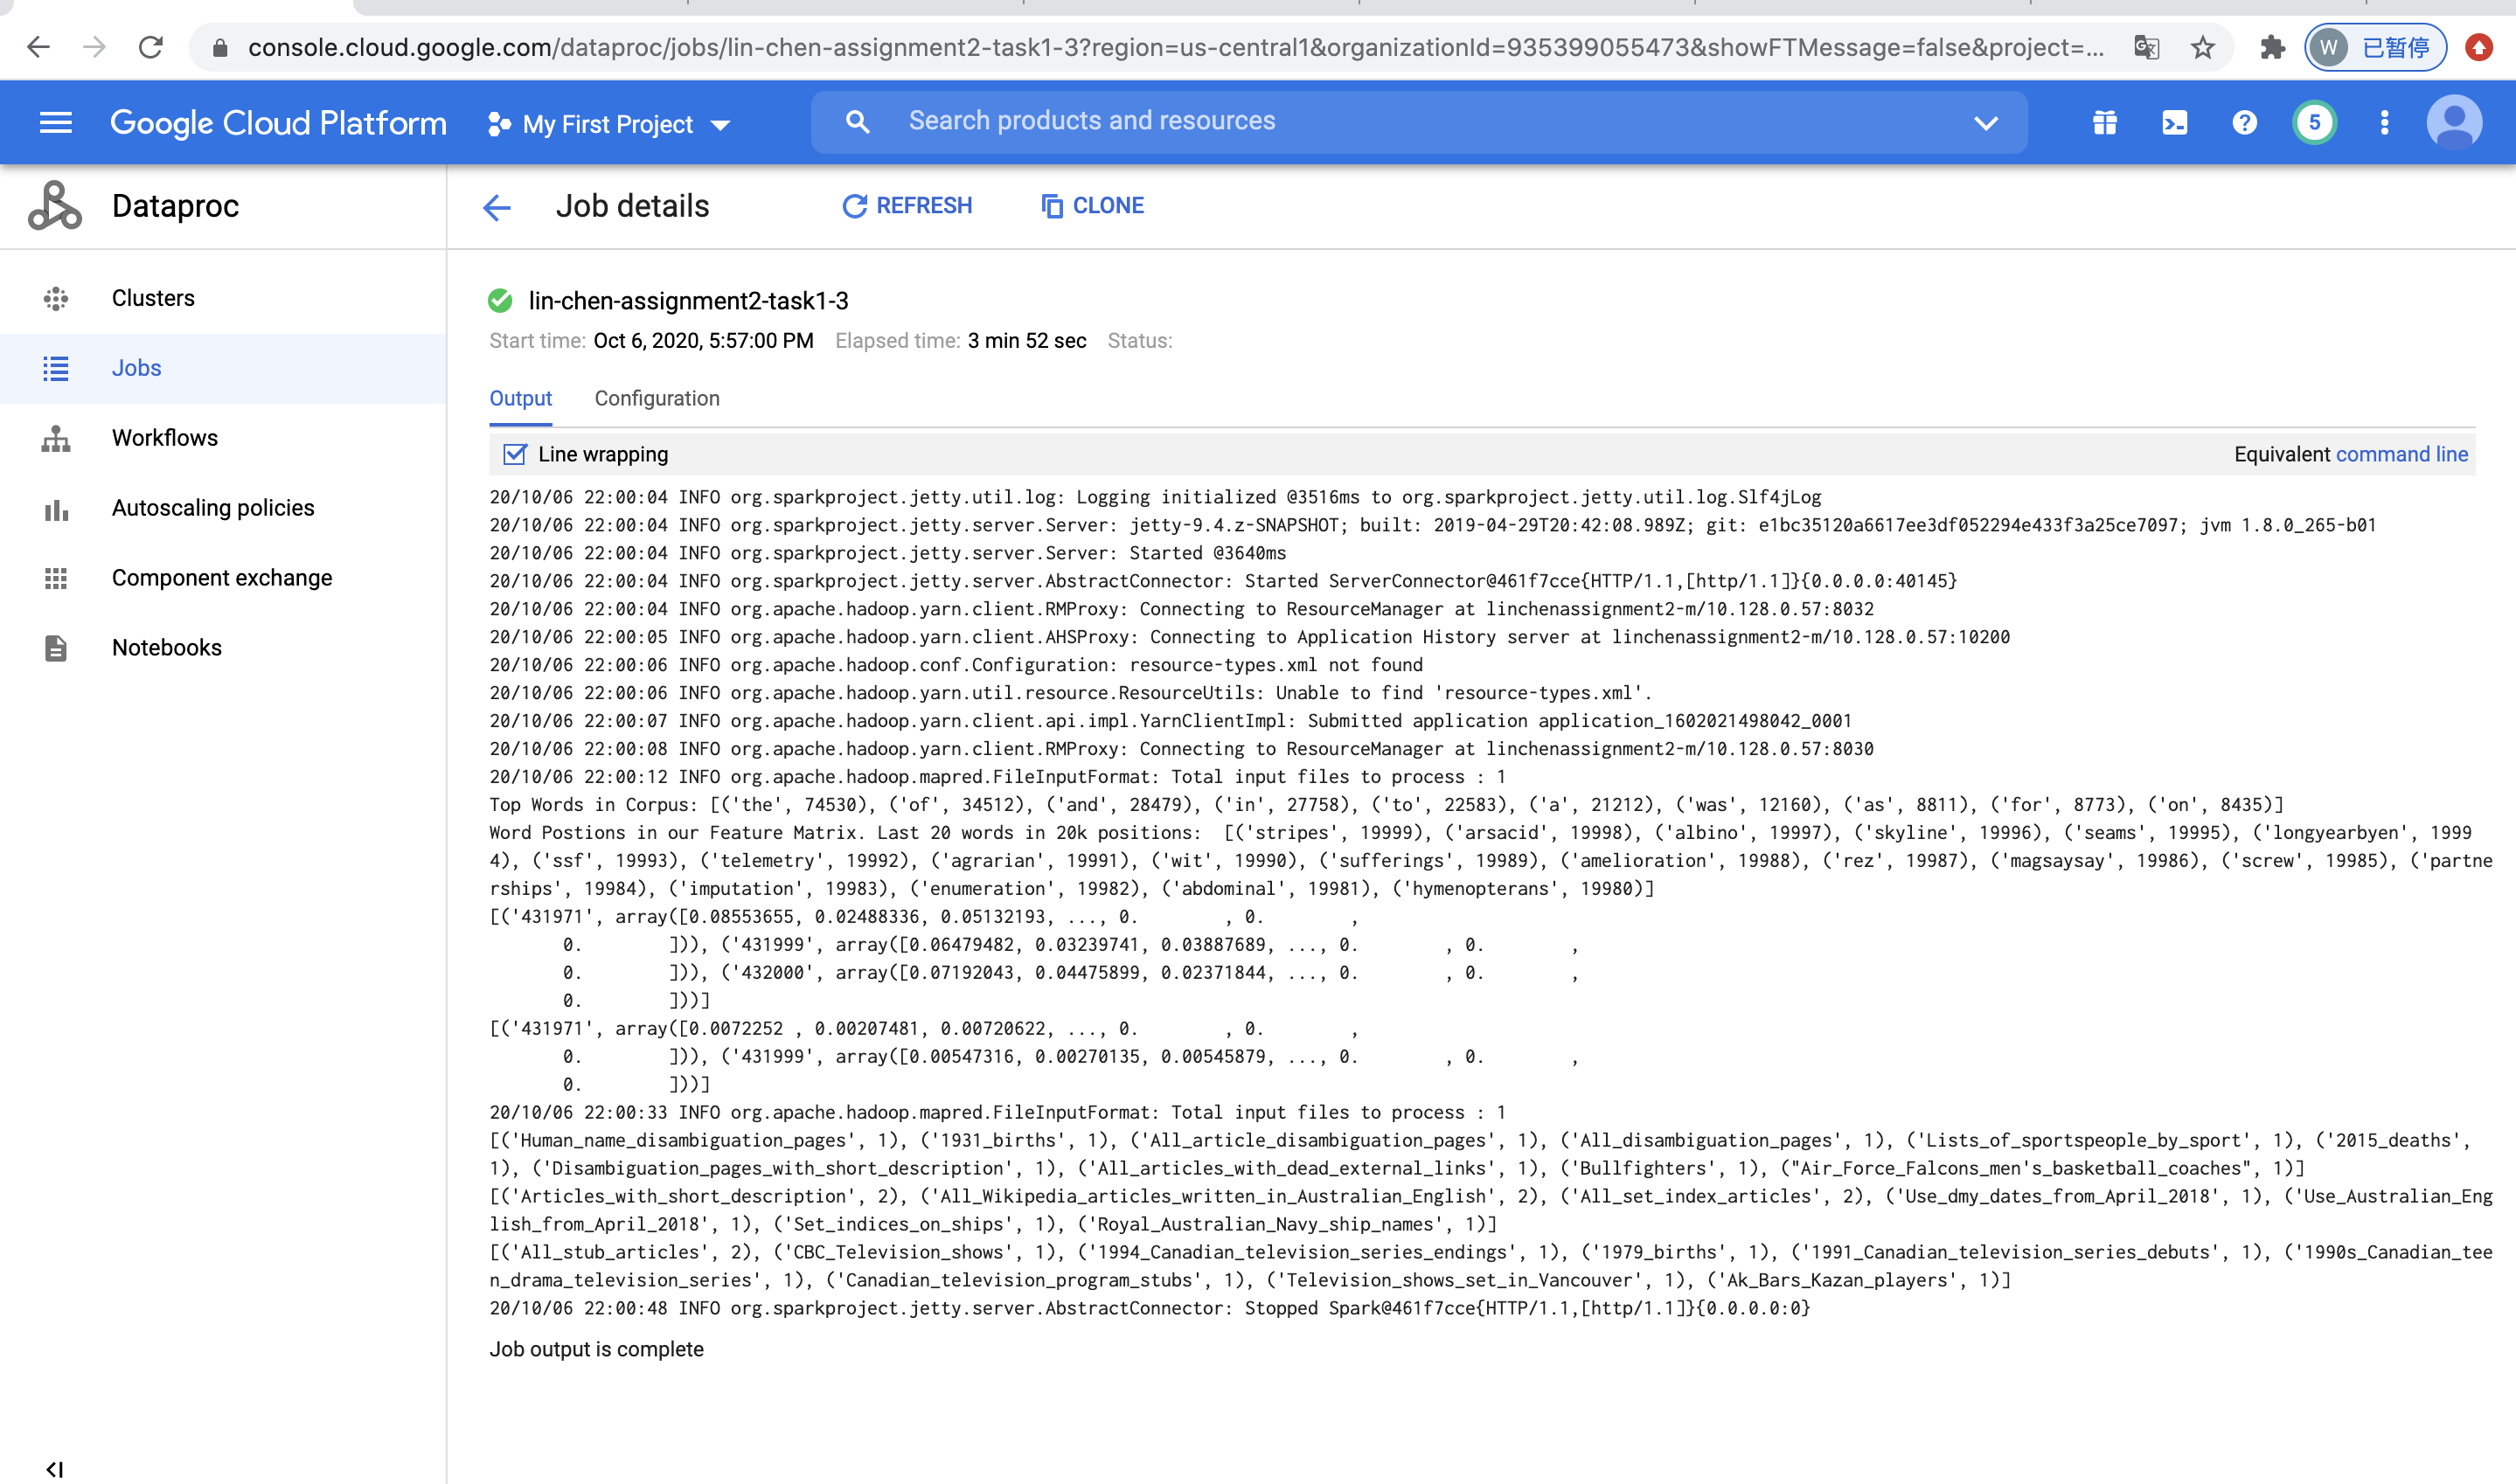 console.cloud.google.com/dataproc/jobs/lin-chen-assignment2-task1-3?region=us-central1&organizationId=935399055473&showFTMessage=false&project=...
W 已暂停
Google Cloud Platform My First Project Search products and resources 5
Dataproc
Job details REFRESH CLONE
Clusters
Jobs
Workflows
Autoscaling policies
Component exchange
Notebooks
lin-chen-assignment2-task1-3
Start time: Oct 6, 2020, 5:57:00 PM Elapsed time: 3 min 52 sec Status:
Output Configuration
Line wrapping Equivalent command line
20/10/06 22:00:04 INFO org.sparkproject.jetty.util.log: Logging initialized @3516ms to org.sparkproject.jetty.util.log.Slf4jLog
20/10/06 22:00:04 INFO org.sparkproject.jetty.server.Server: jetty-9.4.z-SNAPSHOT; built: 2019-04-29T20:42:08.989Z; git: e1bc35120a6617ee3df052294e433f3a25ce7097; jvm 1.8.0_265-b01
20/10/06 22:00:04 INFO org.sparkproject.jetty.server.Server: Started @3640ms
20/10/06 22:00:04 INFO org.sparkproject.jetty.server.AbstractConnector: Started ServerConnector@461f7cce{HTTP/1.1,[http/1.1]}{0.0.0.0:40145}
20/10/06 22:00:04 INFO org.apache.hadoop.yarn.client.RMProxy: Connecting to ResourceManager at linchenassignment2-m/10.128.0.57:8032
20/10/06 22:00:05 INFO org.apache.hadoop.yarn.client.AHSProxy: Connecting to Application History server at linchenassignment2-m/10.128.0.57:10200
20/10/06 22:00:06 INFO org.apache.hadoop.conf.Configuration: resource-types.xml not found
20/10/06 22:00:06 INFO org.apache.hadoop.yarn.util.resource.ResourceUtils: Unable to find 'resource-types.xml'.
20/10/06 22:00:07 INFO org.apache.hadoop.yarn.client.api.impl.YarnClientImpl: Submitted application application_1602021498042_0001
20/10/06 22:00:08 INFO org.apache.hadoop.yarn.client.RMProxy: Connecting to ResourceManager at linchenassignment2-m/10.128.0.57:8030
20/10/06 22:00:12 INFO org.apache.hadoop.mapred.FileInputFormat: Total input files to process : 1
Top Words in Corpus: [('the', 74530), ('of', 34512), ('and', 28479), ('in', 27758), ('to', 22583), ('a', 21212), ('was', 12160), ('as', 8811), ('for', 8773), ('on', 8435)]
Word Postions in our Feature Matrix. Last 20 words in 20k positions:  [('stripes', 19999), ('arsacid', 19998), ('albino', 19997), ('skyline', 19996), ('seams', 19995), ('longyearbyen', 1999
4), ('ssf', 19993), ('telemetry', 19992), ('agrarian', 19991), ('wit', 19990), ('sufferings', 19989), ('amelioration', 19988), ('rez', 19987), ('magsaysay', 19986), ('screw', 19985), ('partne
rships', 19984), ('imputation', 19983), ('enumeration', 19982), ('abdominal', 19981), ('hymenopterans', 19980)]
[('431971', array([0.08553655, 0.02488336, 0.05132193, ..., 0.        , 0.        ,
       0.        ])), ('431999', array([0.06479482, 0.03239741, 0.03887689, ..., 0.        , 0.        ,
       0.        ])), ('432000', array([0.07192043, 0.04475899, 0.02371844, ..., 0.        , 0.        ,
       0.        ]))]
[('431971', array([0.0072252 , 0.00207481, 0.00720622, ..., 0.        , 0.        ,
       0.        ])), ('431999', array([0.00547316, 0.00270135, 0.00545879, ..., 0.        , 0.        ,
       0.        ]))]
20/10/06 22:00:33 INFO org.apache.hadoop.mapred.FileInputFormat: Total input files to process : 1
[('Human_name_disambiguation_pages', 1), ('1931_births', 1), ('All_article_disambiguation_pages', 1), ('All_disambiguation_pages', 1), ('Lists_of_sportspeople_by_sport', 1), ('2015_deaths',
1), ('Disambiguation_pages_with_short_description', 1), ('All_articles_with_dead_external_links', 1), ('Bullfighters', 1), ("Air_Force_Falcons_men's_basketball_coaches", 1)]
[('Articles_with_short_description', 2), ('All_Wikipedia_articles_written_in_Australian_English', 2), ('All_set_index_articles', 2), ('Use_dmy_dates_from_April_2018', 1), ('Use_Australian_Eng
lish_from_April_2018', 1), ('Set_indices_on_ships', 1), ('Royal_Australian_Navy_ship_names', 1)]
[('All_stub_articles', 2), ('CBC_Television_shows', 1), ('1994_Canadian_television_series_endings', 1), ('1979_births', 1), ('1991_Canadian_television_series_debuts', 1), ('1990s_Canadian_tee
n_drama_television_series', 1), ('Canadian_television_program_stubs', 1), ('Television_shows_set_in_Vancouver', 1), ('Ak_Bars_Kazan_players', 1)]
20/10/06 22:00:48 INFO org.sparkproject.jetty.server.AbstractConnector: Stopped Spark@461f7cce{HTTP/1.1,[http/1.1]}{0.0.0.0:0}
Job output is complete